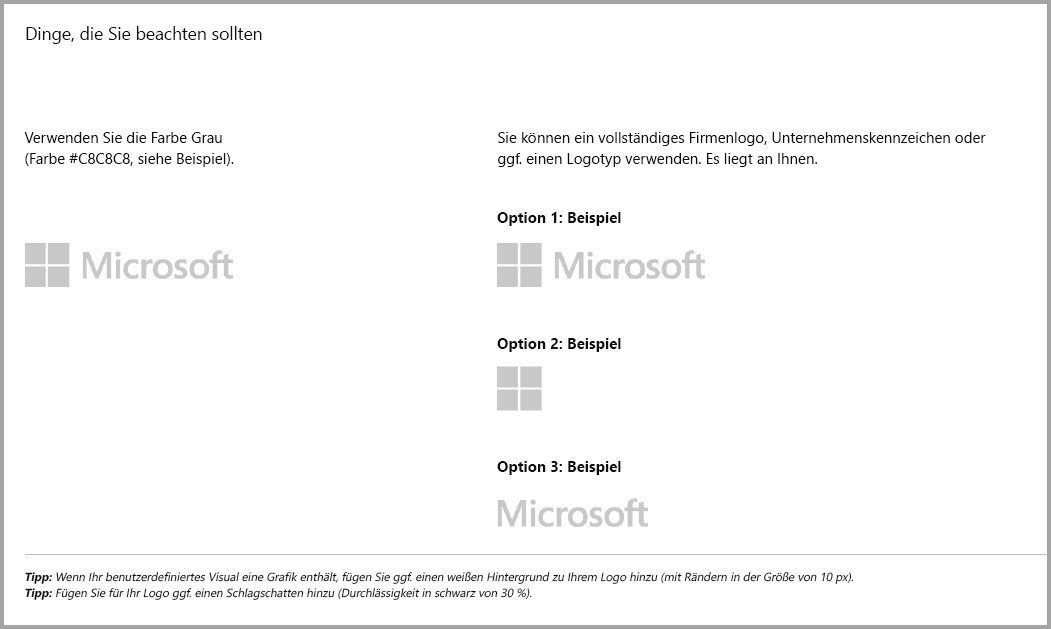 Dinge, die Sie beachten sollten
Verwenden Sie die Farbe Grau
(Farbe #C8C8C8, siehe Beispiel).
Microsoft
Sie können ein vollständiges Firmenlogo, Unternehmenskennzeichen oder
ggf. einen Logotyp verwenden. Es liegt an Ihnen.
Option 1: Beispiel
Microsoft
Option 2: Beispiel
Option 3: Beispiel
Microsoft
Tipp: Wenn Ihr benutzerdefiniertes Visual eine Grafik enthält, fügen Sie ggf. einen weißen Hintergrund zu Ihrem Logo hinzu (mit Rändern in der Größe von 10 px).
Tipp: Fügen Sie für Ihr Logo ggf. einen Schlagschatten hinzu (Durchlässigkeit in schwarz von 30 %).